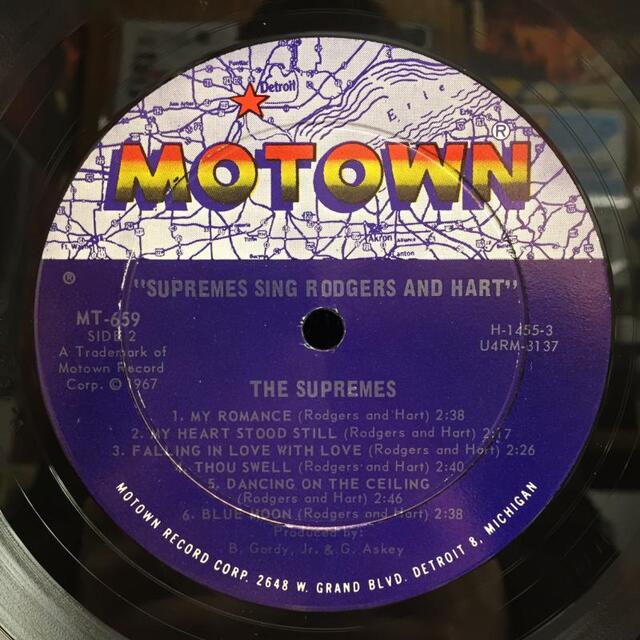 Detroit
Erie
MOTOWN®
Akron
Canton
®
"SUPREMES SING RODGERS AND HART"
MT-659
SIDE 2
A Trademark of
Motown Record
Corp. © 1967
H-1455-3
U4RM-3137
THE SUPREMES
1. MY ROMANCE (Rodgers and Hart) 2:38
2. MY HEART STOOD STILL (Rodgers and Hart) 2:17
3. FALLING IN LOVE WITH LOVE (Rodgers and Hart) 2:26
4. THOU SWELL (Rodgers and Hart) 2:40
5. DANCING ON THE CEILING
(Rodgers and Hart) 2:46
6. BLUE MOON (Rodgers and Hart) 2:38
Produced by:
B. Gordy, Jr. & G. Askey
MOTOWN RECORD CORP. 2648 W. GRAND BLVD. DETROIT 8, MICHIGAN